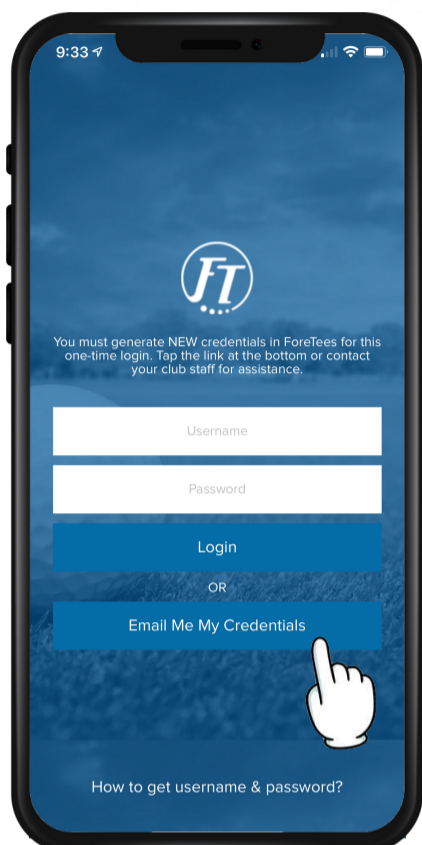 9:33
FT
You must generate NEW credentials in ForeTees for this
one-time login. Tap the link at the bottom or contact
your club staff for assistance.
Username
Password
Login
OR
Email Me My Credentials
How to get username & password?